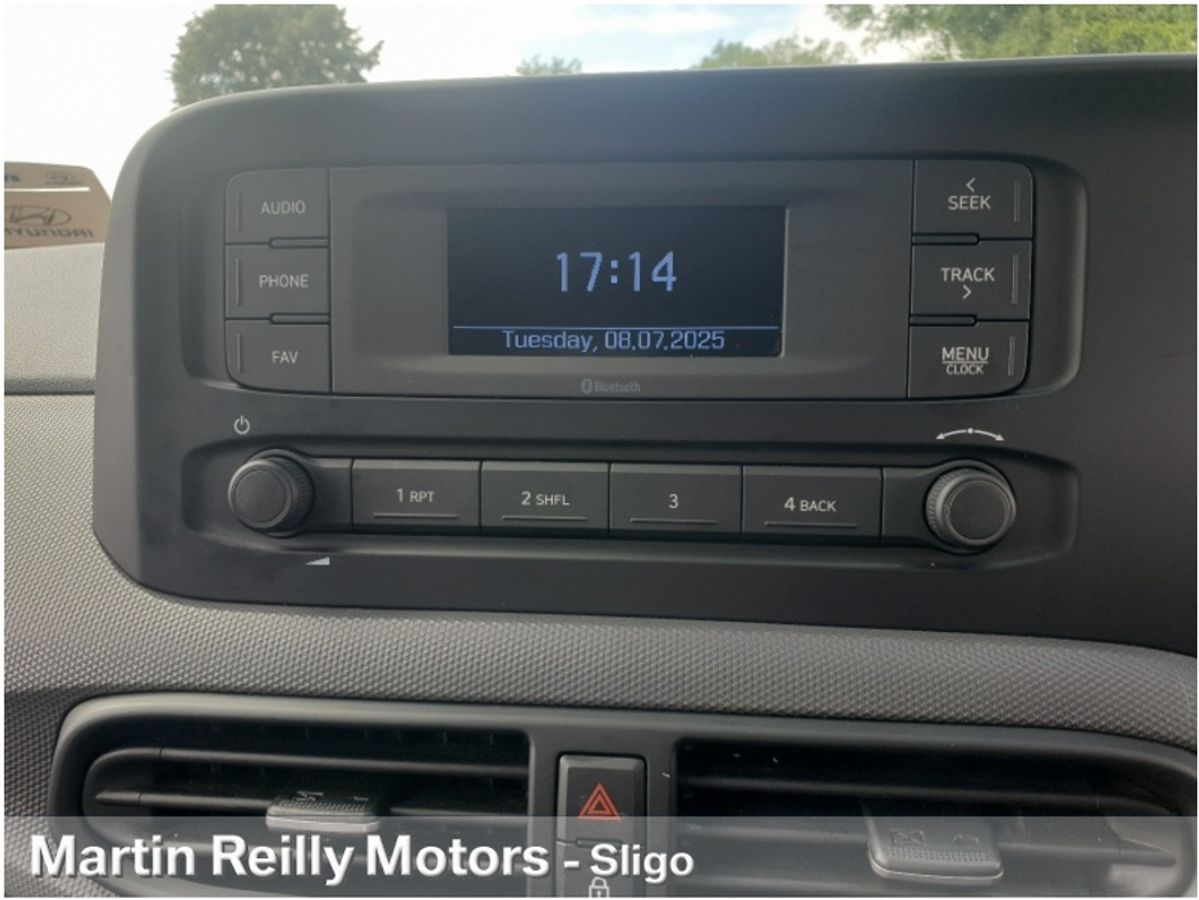 HYUNDAI
AUDIO
PHONE
FAV
17:14
Tuesday, 08.07.2025
Bluetooth
SEEK
TRACK
MENU
CLOCK
1 RPT
2 SHFL
3
4 BACK
Martin Reilly Motors - Sligo